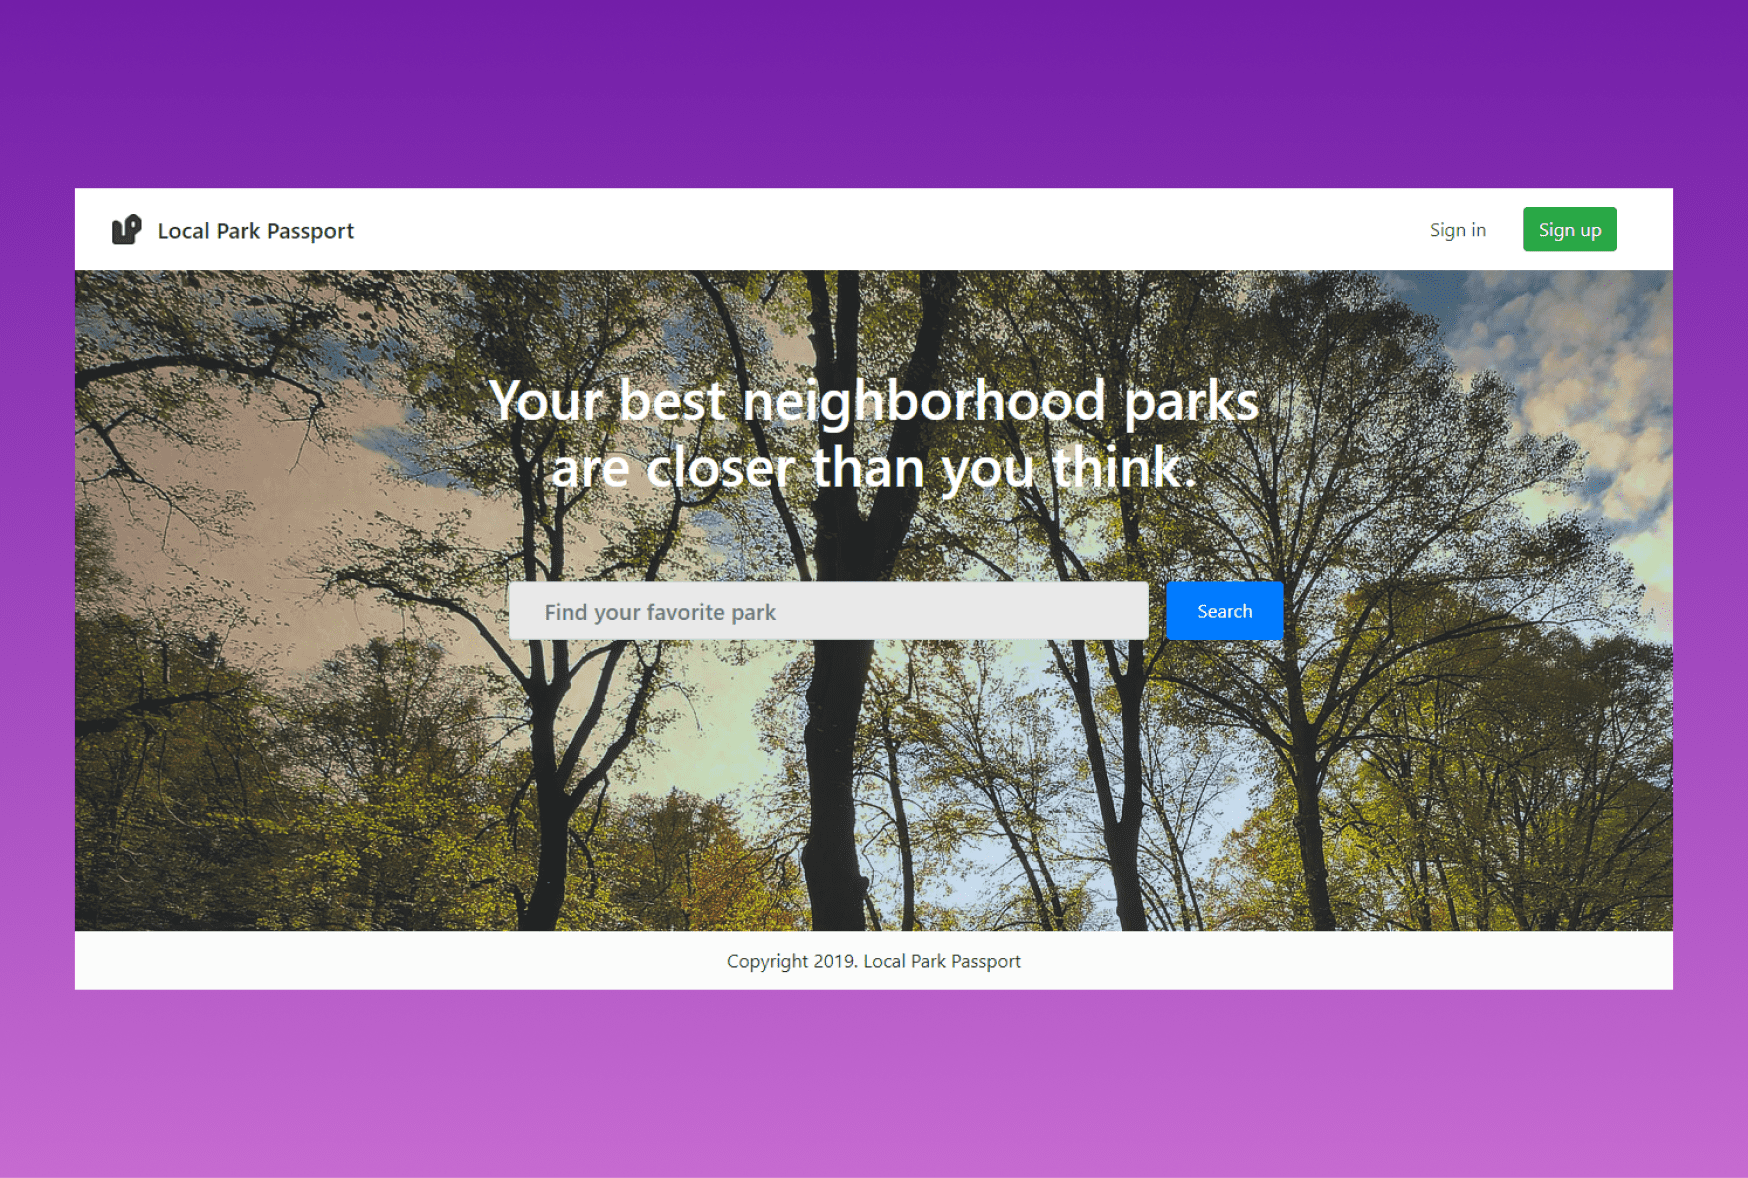 Local Park Passport
Sign in
Sign up
Your best neighborhood parks
are closer than you think.
Find your favorite park
Search
Copyright 2019. Local Park Passport